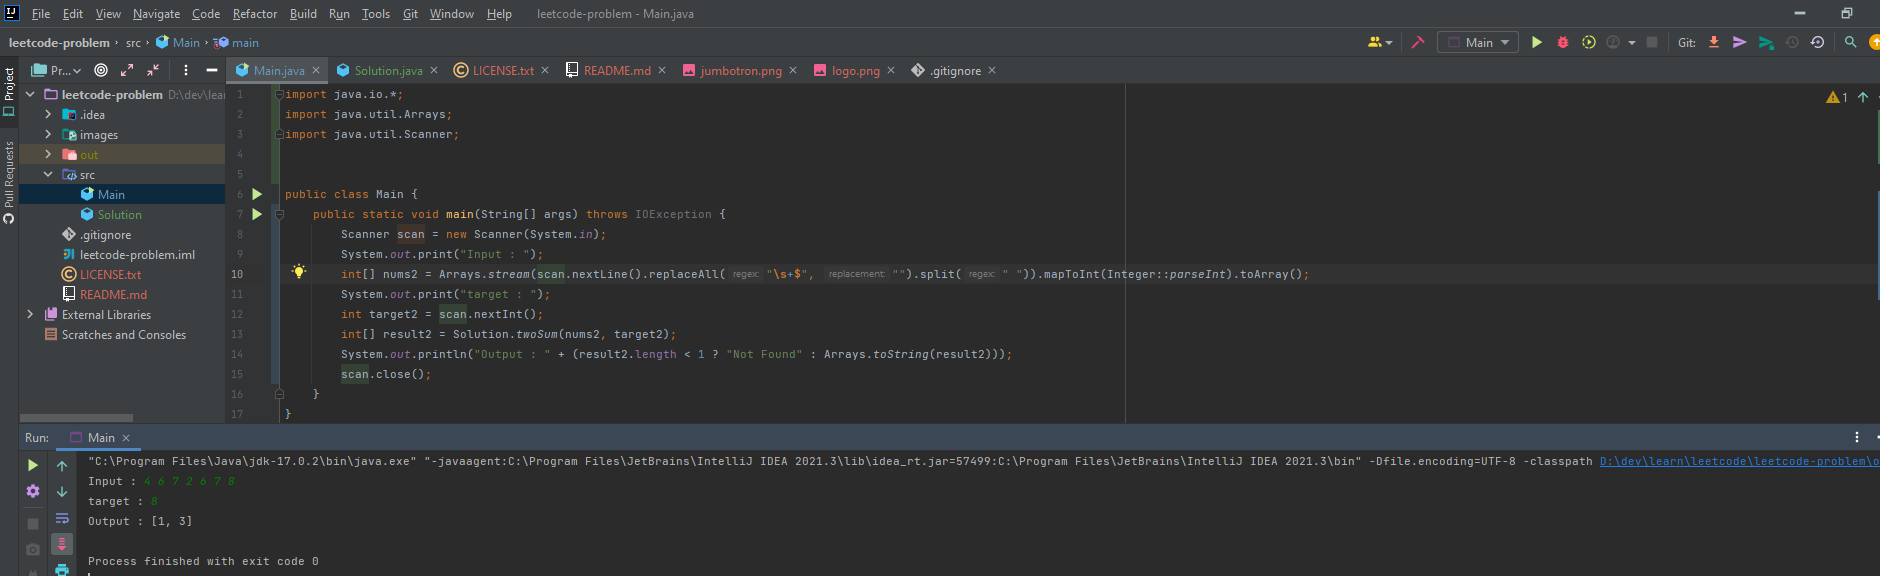 IJ File Edit View Navigate Code Refactor Build Run Tools Git Window Help leetcode-problem - Main.java
leetcode-problem › src › Main › main
Main Git:
Project
Pull Requests
Pr... Main.java Solution.java LICENSE.txt README.md jumbotron.png logo.png .gitignore
leetcode-problem D:\dev\lear
.idea
images
out
src
Main
Solution
.gitignore
leetcode-problem.iml
LICENSE.txt
README.md
External Libraries
Scratches and Consoles
1 import java.io.*;
2 import java.util.Arrays;
3 import java.util.Scanner;
4
5
6 public class Main {
7 public static void main(String[] args) throws IOException {
8 Scanner scan = new Scanner(System.in);
9 System.out.print("Input : ");
10 int[] nums2 = Arrays.stream(scan.nextLine().replaceAll( regex: "\s+$", replacement: "").split( regex: " ")).mapToInt(Integer::parseInt).toArray();
11 System.out.print("target : ");
12 int target2 = scan.nextInt();
13 int[] result2 = Solution.twoSum(nums2, target2);
14 System.out.println("Output : " + (result2.length < 1 ? "Not Found" : Arrays.toString(result2)));
15 scan.close();
16 }
17 }
1
Run: Main
"C:\Program Files\Java\jdk-17.0.2\bin\java.exe" "-javaagent:C:\Program Files\JetBrains\IntelliJ IDEA 2021.3\lib\idea_rt.jar=57499:C:\Program Files\JetBrains\IntelliJ IDEA 2021.3\bin" -Dfile.encoding=UTF-8 -classpath D:\dev\learn\leetcode\leetcode-problem\o
Input : 4 6 7 2 6 7 8
target : 8
Output : [1, 3]
Process finished with exit code 0